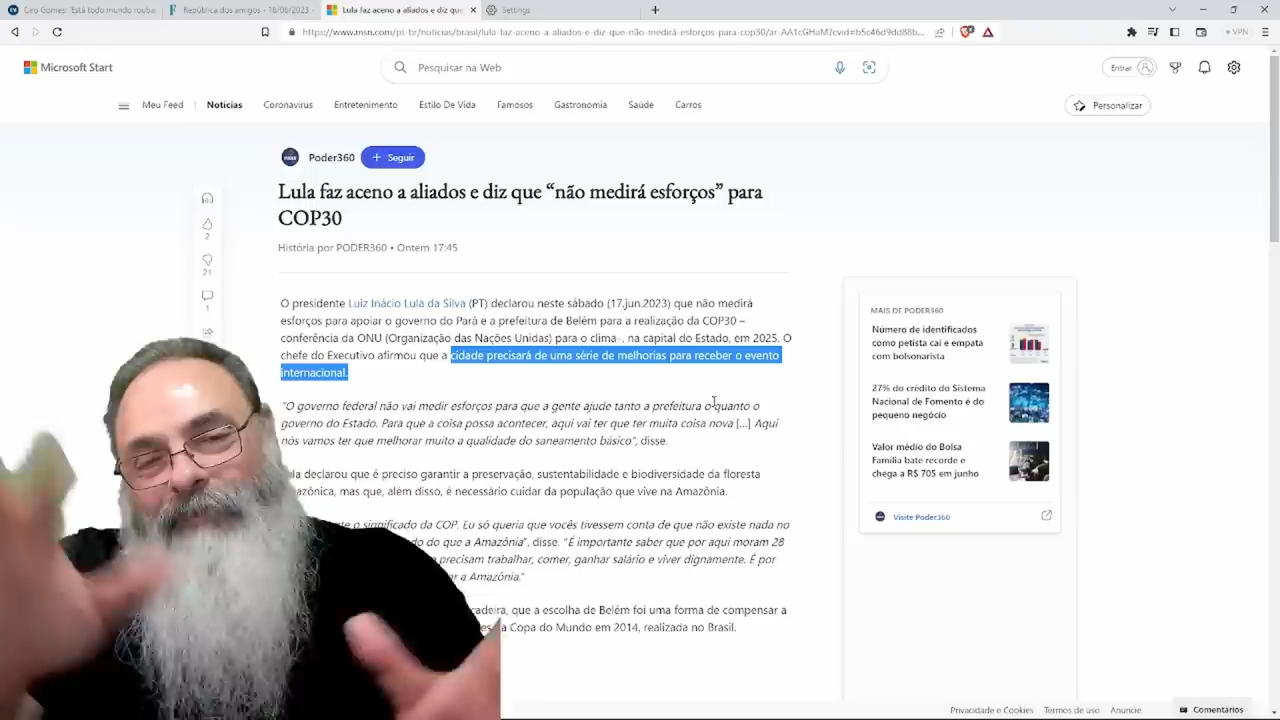 Ciro Gomes: 'Está todo mundo rouba
República dos amigos - 16/06/2023
Lula faz aceno a aliados e diz que
Settings
https://www.msn.com/pt-br/noticias/brasil/lula-faz-aceno-a-aliados-e-diz-que-não-medirá-esforços-para-cop30/ar-AA1cGHaM?cvid=b5c46d9dd88b...
VPN
Microsoft Start
Pesquisar na Web
Entrar
Meu Feed
Notícias
Coronavirus
Entretenimento
Estilo De Vida
Famosos
Gastronomia
Saúde
Carros
Personalizar
Poder360
+ Seguir
Lula faz aceno a aliados e diz que “não medirá esforços” para
COP30
História por PODER360 • Ontem 17:45
2
21
1
O presidente Luiz Inácio Lula da Silva (PT) declarou neste sábado (17.jun.2023) que não medirá
esforços para apoiar o governo do Pará e a prefeitura de Belém para a realização da COP30 –
conferência da ONU (Organização das Nações Unidas) para o clima–, na capital do Estado, em 2025. O
chefe do Executivo afirmou que a cidade precisará de uma série de melhorias para receber o evento
internacional.
"O governo federal não vai medir esforços para que a gente ajude tanto a prefeitura o quanto o
governo do Estado. Para que a coisa possa acontecer, aqui vai ter que ter muita coisa nova [...] Aqui
nós vamos ter que melhorar muito a qualidade do saneamento básico", disse.
declarou que é preciso garantir a preservação, sustentabilidade e biodiversidade da floresta
mas que, além disso, é necessário cuidar da população que vive na Amazônia.
o significado da COP. Eu só queria que vocês tivessem conta de que não existe nada no
do que a Amazônia", disse. "É importante saber que por aqui moram 28
precisam trabalhar, comer, ganhar salário e viver dignamente. É por
a Amazônia."
que a escolha de Belém foi uma forma de compensar a
a Copa do Mundo em 2014, realizada no Brasil.
MAIS DE PODER360
Número de identificados
como petista cai e empata
com bolsonarista
27% do crédito do Sistema
Nacional de Fomento é do
pequeno negócio
Valor médio do Bolsa
Família bate recorde e
chega a R$ 705 em junho
Visite Poder360
Privacidade e Cookies
Termos de uso
Anuncie
Comentários